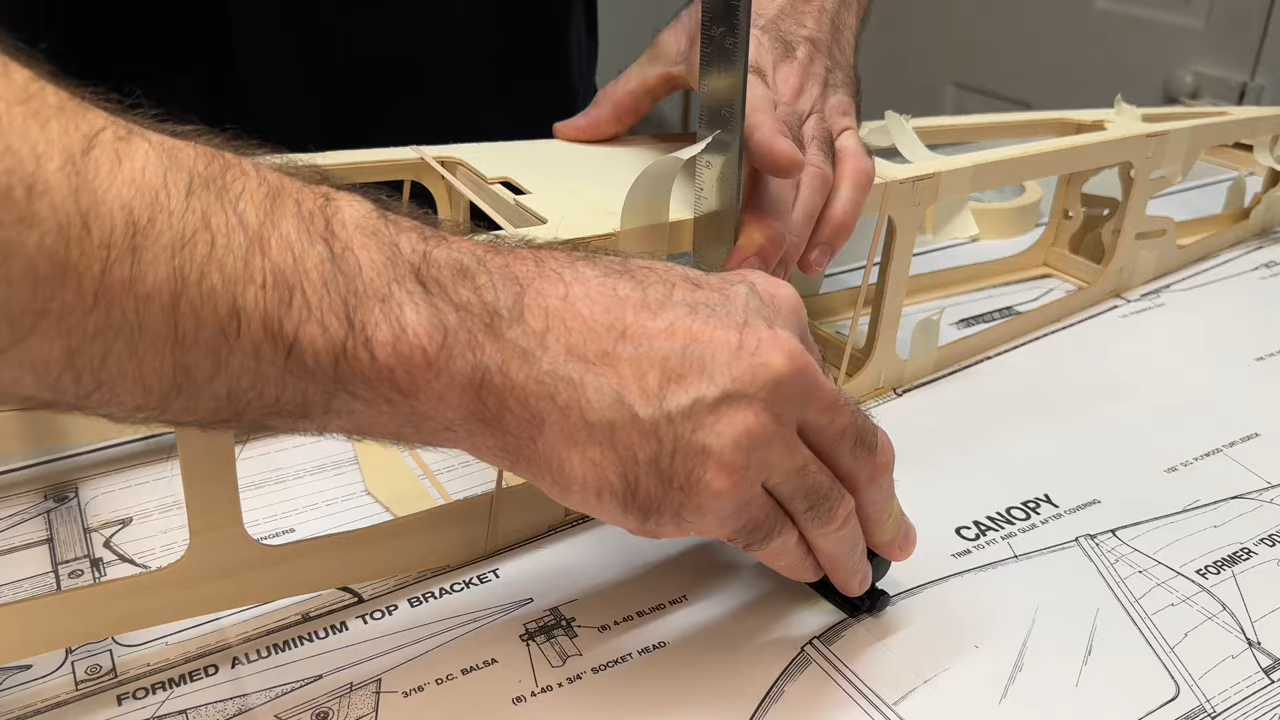 1/32" D.C. PLYWOOD TURTLEDECK
CANOPY
TRIM TO FIT AND GLUE AFTER COVERING
FORMER "D
FORMED ALUMINUM TOP BRACKET
(8) 4-40 BLIND NUT
3/16" D.C. BALSA
(8) 4-40 x 3/4" SOCKET HEAD.
NGERS
6